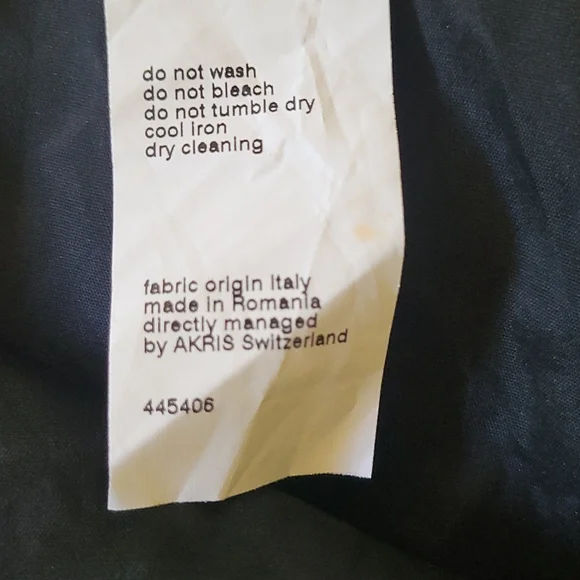 do not wash
do not bleach
do not tumble dry
cool iron
dry cleaning
fabric origin Italy
made in Romania
directly managed
by AKRIS Switzerland
445406